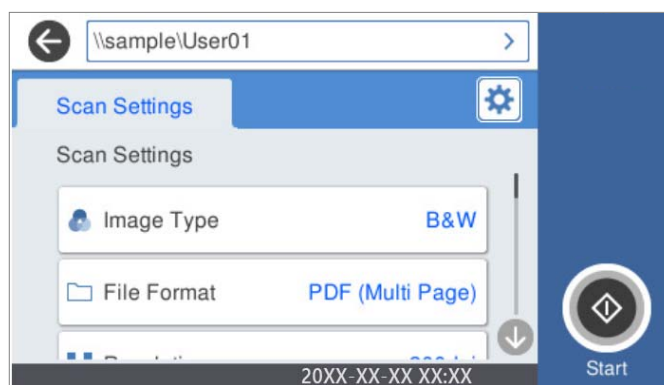 \\sample\User01
Scan Settings
Scan Settings
Image Type B&W
File Format PDF (Multi Page)
20XX-XX-XX XX:XX
Start